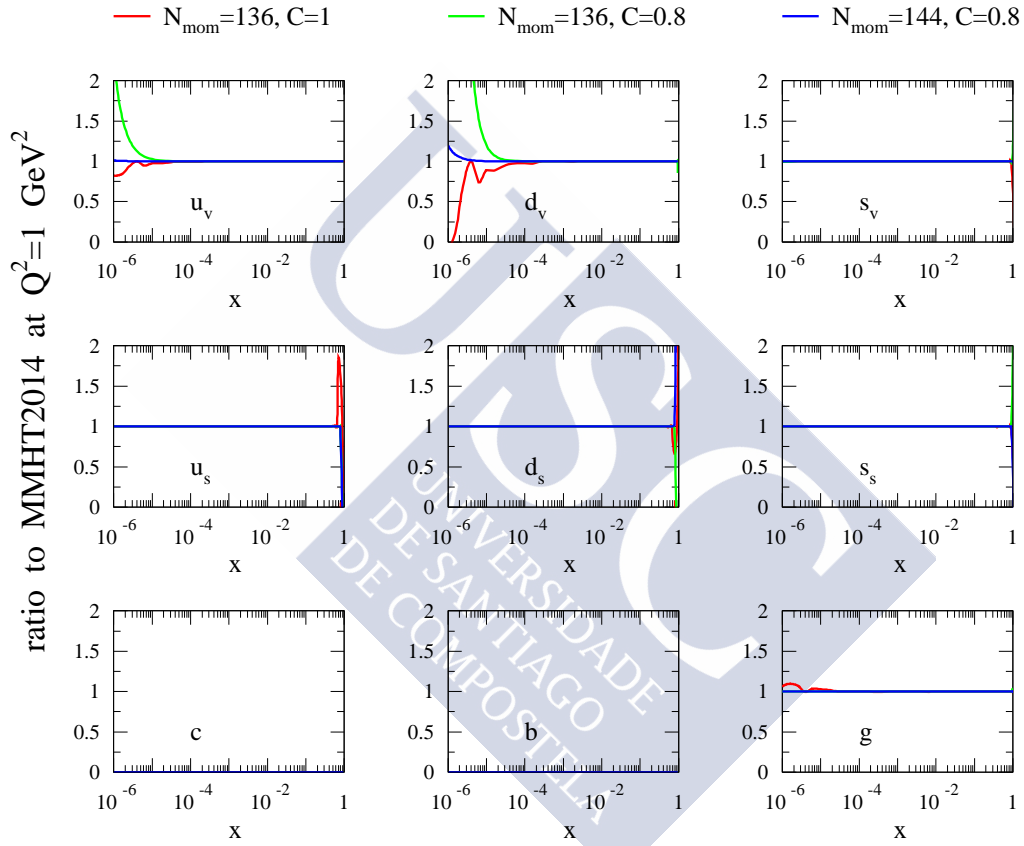 N_mom=136, C=1 N_mom=136, C=0.8 N_mom=144, C=0.8
ratio to MMHT2014 at Q^2=1 GeV^2
2 2 2
1.5 1.5 1.5
1 1 1
0.5 u_v 0.5 d_v 0.5 s_v
0 0 0
10^-6 10^-4 10^-2 1 10^-6 10^-4 10^-2 1 10^-6 10^-4 10^-2 1
x x x
2 2 2
1.5 1.5 1.5
1 1 1
0.5 u_s 0.5 d_s 0.5 s_s
0 0 0
10^-6 10^-4 10^-2 1 10^-6 10^-4 10^-2 1 10^-6 10^-4 10^-2 1
x x x
2 2 2
1.5 1.5 1.5
1 1 1
0.5 c 0.5 b 0.5 g
0 0 0
10^-6 10^-4 10^-2 1 10^-6 10^-4 10^-2 1 10^-6 10^-4 10^-2 1
x x x
USC
UNIVERSIDADE
DE SANTIAGO
DE COMPOSTELA